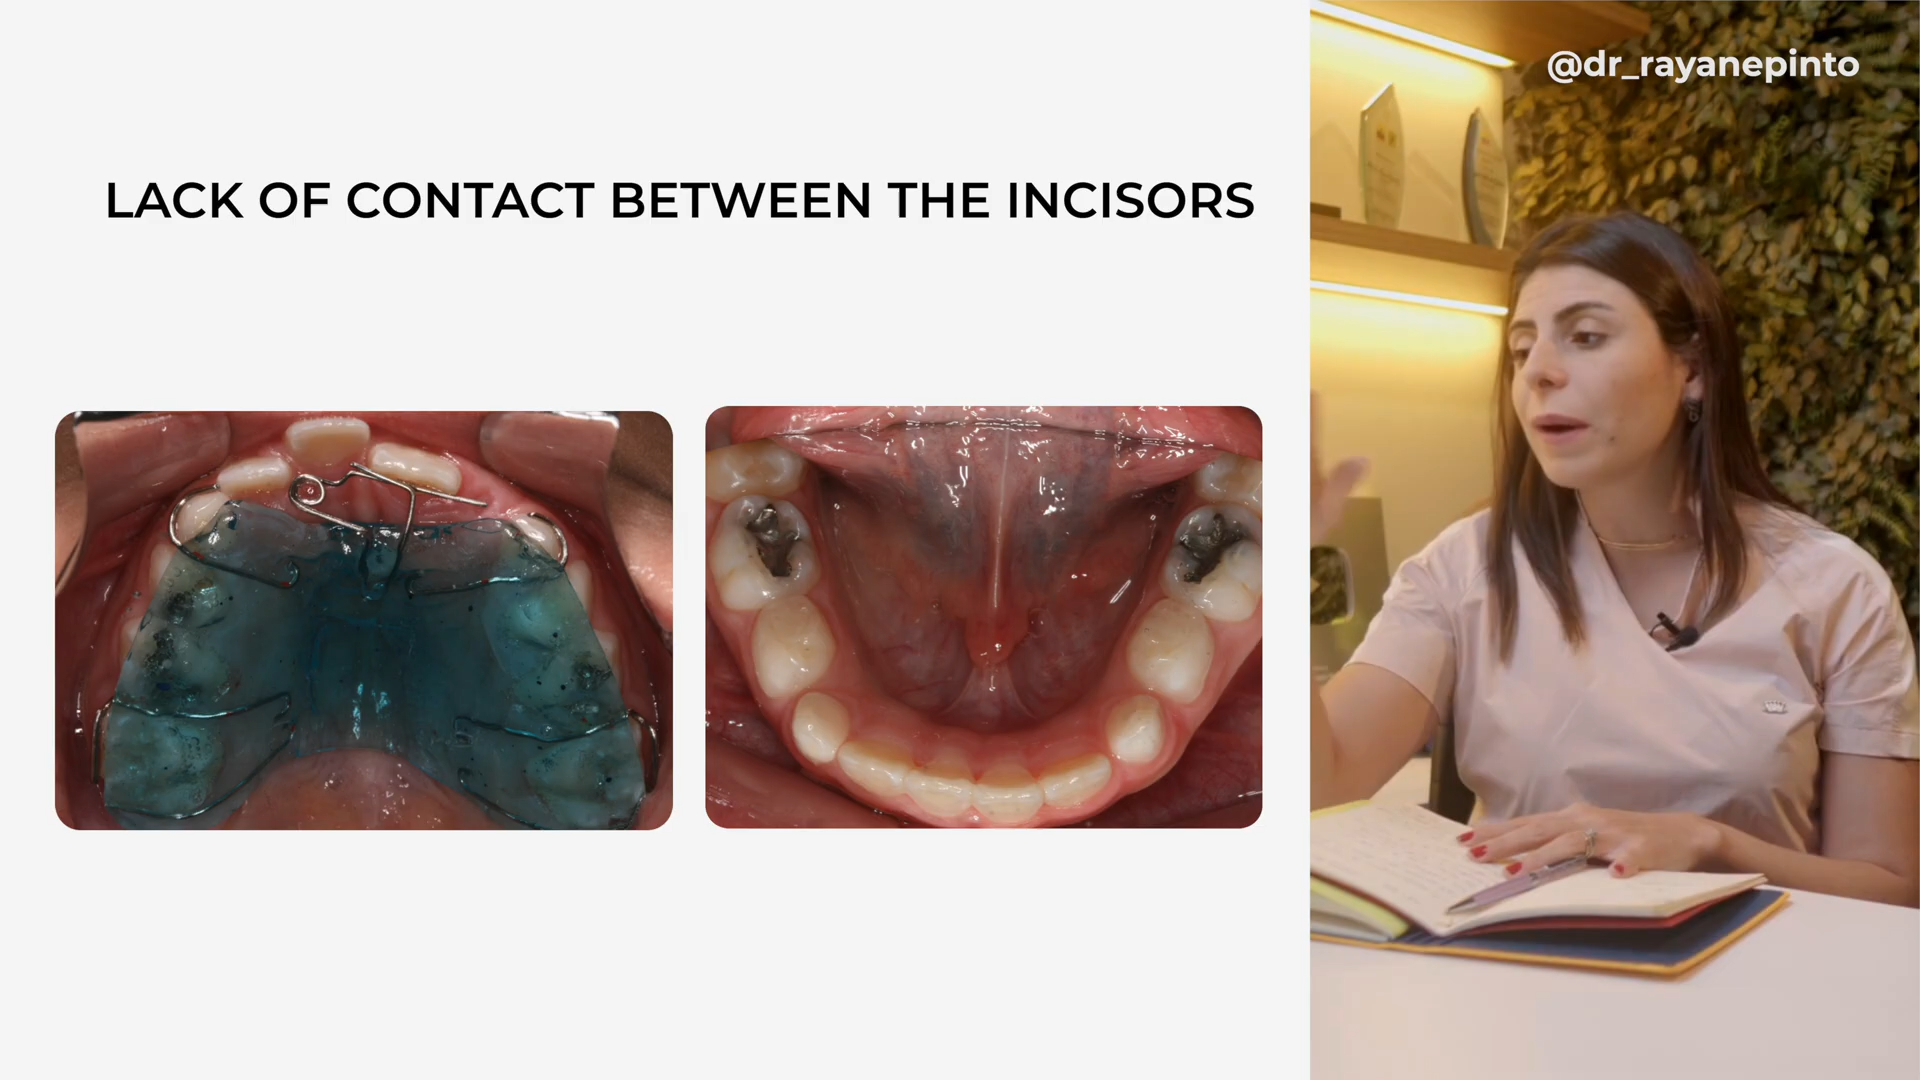 @dr_rayanepinto
LACK OF CONTACT BETWEEN THE INCISORS